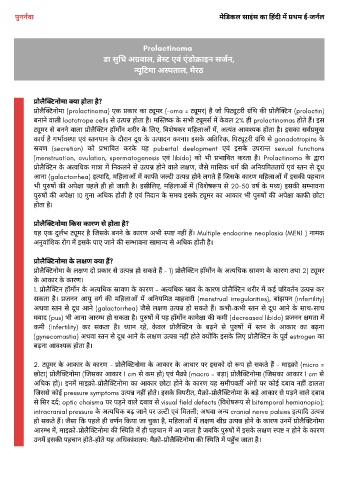 पुनर्नवा
मेडिकल साइंस का हिंदी में प्रथम ई-जर्नल
Prolactinoma
डा सुधि अग्रवाल, ब्रेस्ट एवं एंडोक्राइन सर्जन,
न्यूटिमा अस्पताल, मेरठ
प्रोलैक्टिनोमा क्या होता है?
प्रोलैक्टिनोमा (prolactinoma) एक प्रकार का ट्यूमर (-oma = ट्यूमर) है जो पिट्यूटरी ग्रंथि की प्रोलैक्टिन (prolactin)
बनाने वाली lactotrope cells से उत्पन्न होता है। मस्तिष्क के सभी ट्यूमर्स में केवल 2% ही prolactinomas होते हैं। इस
ट्यूमर से बनने वाला प्रोलैक्टिन हॉर्मोन शरीर के लिए, विशेषकर महिलाओं में, अत्यंत आवश्यक होता है। इसका सर्वप्रमुख
कार्य है गर्भावस्था एवं स्तनपान के दौरान दूध के उत्पादन करना। इसके अतिरिक्त, पिट्यूटरी ग्रंथि से gonadotropins के
स्रवण (secretion) को प्रभावित करके यह pubertal development एवं इसके उपरान्त sexual functions
(menstruation, ovulation, spermatogenesis एवं libido) को भी प्रभावित करता है। Prolactinoma के द्वारा
प्रोलैक्टिन के अत्यधिक मात्रा में निकलने से उत्पन्न होने वाले लक्षण, जैसे मासिक धर्म की अनियमितताएँ एवं स्तन से दूध
आना (galactorrhea) इत्यादि, महिलाओं में काफी जल्दी उत्पन्न होने लगते हैं जिसके कारण महिलाओं में इसकी पहचान
भी पुरुषों की अपेक्षा पहले ही हो जाती है। इसीलिए, महिलाओं में (विशेषरूप से 20-50 वर्ष के मध्य) इसकी सम्भावना
पुरुषों की अपेक्षा 10 गुना अधिक होती है एवं निदान के समय इसके ट्यूमर का आकार भी पुरुषों की अपेक्षा काफी छोटा
होता है।
प्रोलैक्टिनोमा किस कारण से होता है?
यह एक दुर्लभ ट्यूमर है जिसके बनने के कारण अभी स्पष्ट नहीं हैं। Multiple endocrine neoplasia (MEN1) नामक
अनुवांशिक रोग में इसके पाए जाने की सम्भावना सामान्य से अधिक होती है।
प्रोलैक्टिनोमा के लक्षण क्या हैं?
प्रोलैक्टिनोमा के लक्षण दो प्रकार से उत्पन्न हो सकते हैं - 1) प्रोलैक्टिन हॉर्मोन के अत्यधिक स्रावण के कारण तथा 2) ट्यूमर
के आकार के कारण।
1. प्रोलैक्टिन हॉर्मोन के अत्यधिक स्रावण के कारण - अत्यधिक स्राव के कारण प्रोलैक्टिन शरीर में कई परिवर्तन उत्पन्न कर
सकता है। प्रजनन आयु वर्ग की महिलाओं में अनियमित माहवारी (menstrual irregularities), बांझपन (infertility)
अथवा स्तन से दूध आने (galactorrhea) जैसे लक्षण उत्पन्न हो सकते हैं। कभी-कभी स्तन से दूध आने के साथ-साथ
मवाद (pus) भी आना आरम्भ हो सकता है। पुरुषों में यह हॉर्मोन कामेक्षा की कमी (decreased libido) प्रजनन क्षमता में
कमी (infertility) कर सकता है। ध्यान रहे, केवल प्रोलैक्टिन के बढ़ने से पुरुषों में स्तन के आकार का बढ़ना
(gynecomastia) अथवा स्तन से दूध आने के लक्षण उत्पन्न नहीं होते क्योंकि इसके लिए प्रोलैक्टिन के पूर्व estrogen का
बढ़ना आवश्यक होता है।
2. ट्यूमर के आकार के कारण - प्रोलैक्टिनोमा के आकार के आधार पर इसको दो रूप हो सकते हैं - माइक्रो (micro =
छोटा) प्रोलैक्टिनोमा (जिसका आकार 1 cm से कम हो) एवं मैक्रो (macro - बड़ा) प्रोलैक्टिनोमा (जिसका आकार 1 cm से
अधिक हो)। इनमें माइक्रो-प्रोलैक्टिनोमा का आकार छोटा होने के कारण यह समीपवर्ती अंगों पर कोई दबाव नहीं डालता
जिससे कोई pressure symptoms उत्पन्न नहीं होते। इसके विपरीत, मैक्रो-प्रोलैक्टिनोमा के बड़े आकार से पड़ने वाले दबाव
से सिर दर्द; optic chaisma पर पड़ने वाले दबाव से visual field defects (विशेषरूप से bitemporal hemianopia);
intracranial pressure के अत्यधिक बढ़ जाने पर उल्टी एवं मितली; अथवा अन्य cranial nerve palsies इत्यादि उत्पन्न
हो सकते हैं। जैसा कि पहले ही वर्णन किया जा चुका है, महिलाओं में लक्षण शीघ्र उत्पन्न होने के कारण उनमें प्रोलैक्टिनोमा
आरम्भ में, माइक्रो-प्रोलैक्टिनोमा की स्थिति में ही पहचान में आ जाता है जबकि पुरुषों में इसके लक्षण स्पष्ट न होने के कारण
उनमें इसकी पहचान होते-होते यह अधिकांशतः मैक्रो-प्रोलैक्टिनोमा की स्थिति में पहुँच जाता है।